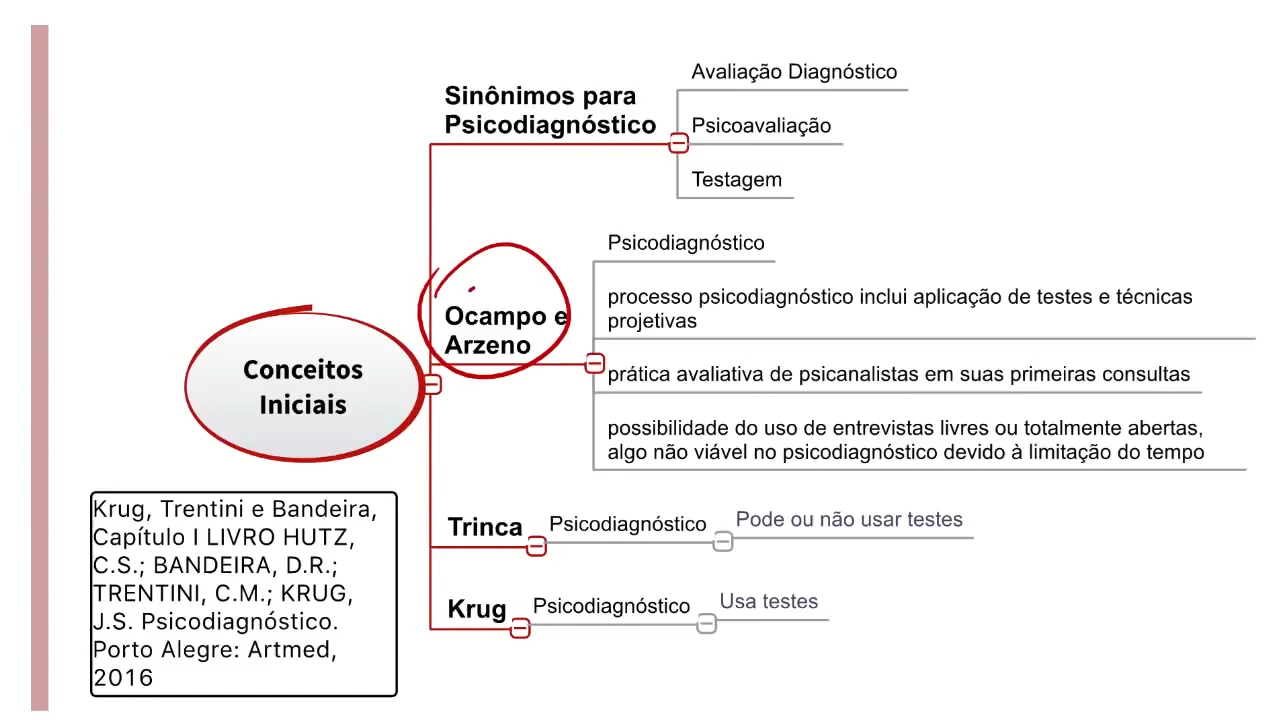 Sinônimos para
Psicodiagnóstico
Avaliação Diagnóstico
Psicoavaliação
Testagem
Conceitos
Iniciais
Ocampo e
Arzeno
Psicodiagnóstico
processo psicodiagnóstico inclui aplicação de testes e técnicas
projetivas
prática avaliativa de psicanalistas em suas primeiras consultas
possibilidade do uso de entrevistas livres ou totalmente abertas,
algo não viável no psicodiagnóstico devido à limitação do tempo
Trinca
Psicodiagnóstico
Pode ou não usar testes
Krug
Psicodiagnóstico
Usa testes
Krug, Trentini e Bandeira,
Capítulo I LIVRO HUTZ,
C.S.; BANDEIRA, D.R.;
TRENTINI, C.M.; KRUG,
J.S. Psicodiagnóstico.
Porto Alegre: Artmed,
2016